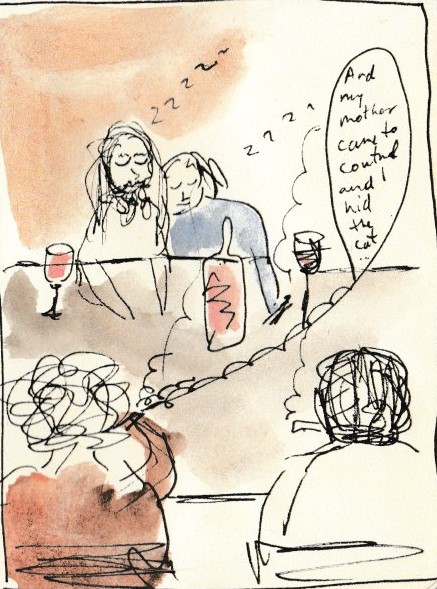 z z z z z
z z z z
And
my
mother
came to
control
and I
hid
the
cat
...